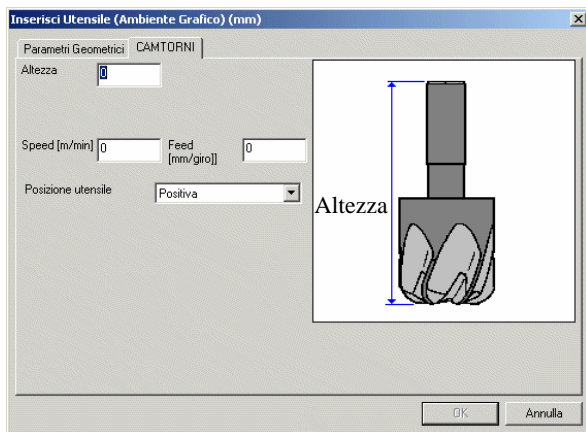 Inserisci Utensile (Ambiente Grafico) (mm)
Parametri Geometrici CAMTORNI
Altezza 0
Speed [m/min] 0 Feed [mm/giro]] 0
Posizione utensile Positiva
Altezza
OK Annulla